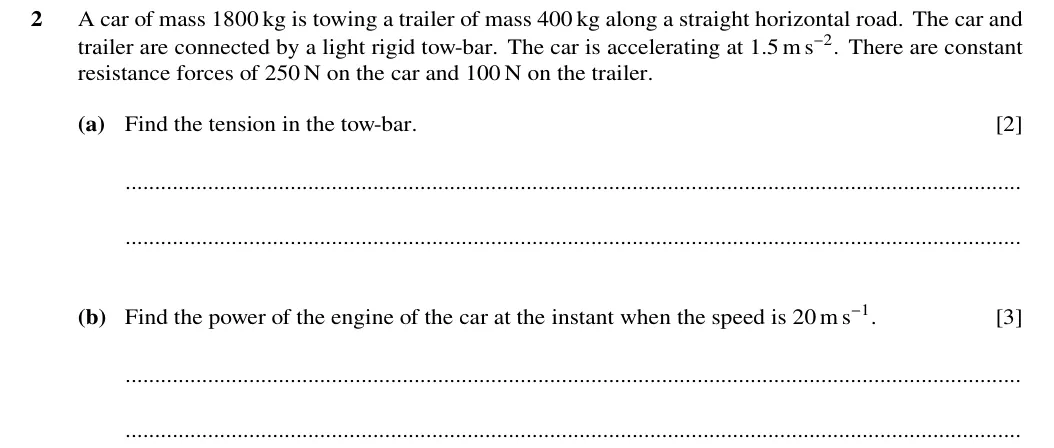 2 A car of mass 1800 kg is towing a trailer of mass 400 kg along a straight horizontal road. The car and
trailer are connected by a light rigid tow-bar. The car is accelerating at 1.5 m s⁻². There are constant
resistance forces of 250 N on the car and 100 N on the trailer.
(a) Find the tension in the tow-bar. [2]
(b) Find the power of the engine of the car at the instant when the speed is 20 m s⁻¹. [3]